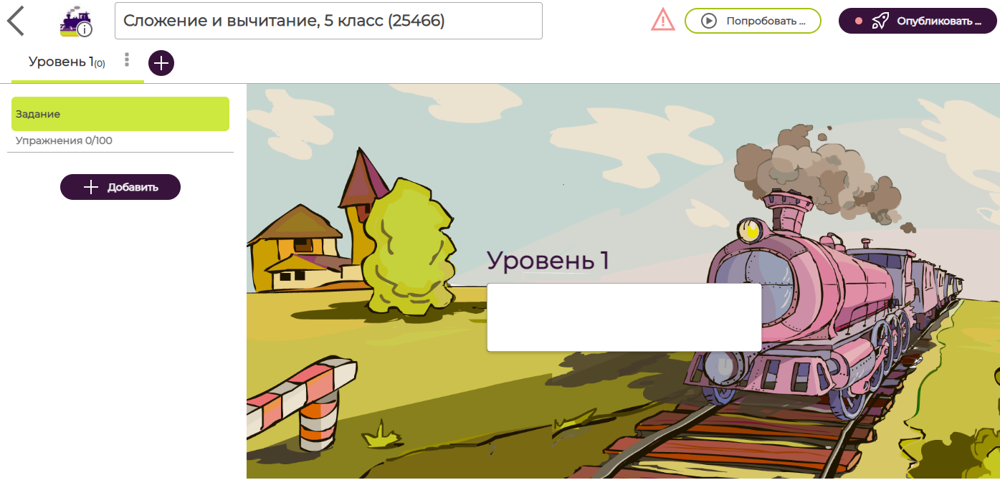 Сложение и вычитание, 5 класс (25466)
Попробовать ...
Опубликовать ...
Уровень 1(0)
Задание
Упражнения 0/100
Добавить
Уровень 1